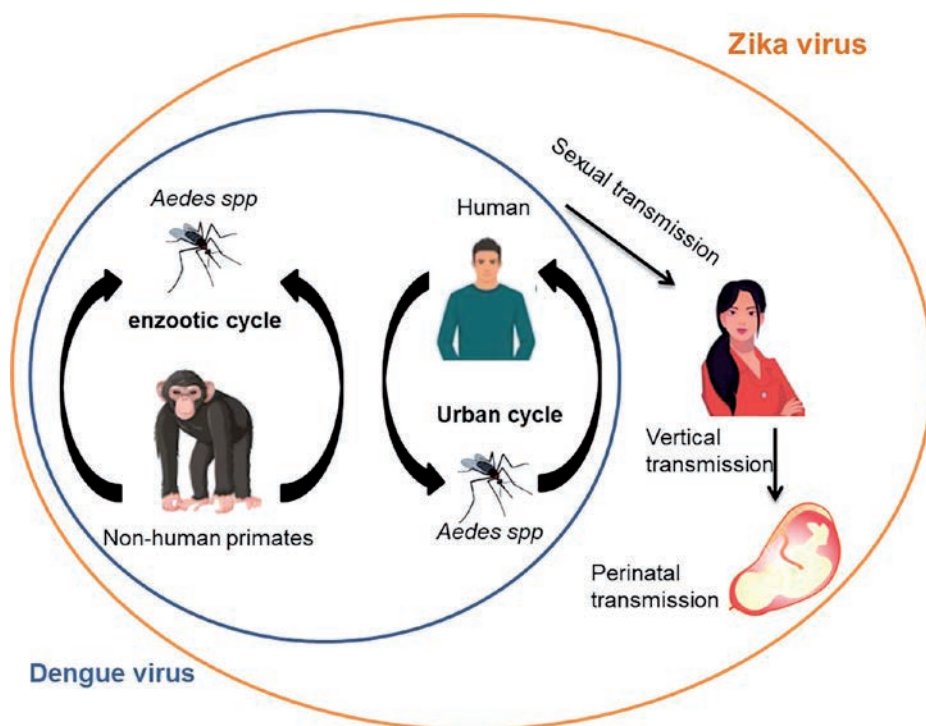 Zika virus
Sexual transmission
Aedes spp
Human
enzootic cycle
Urban cycle
Vertical
transmission
Non-human primates
Aedes spp
Perinatal
transmission
Dengue virus